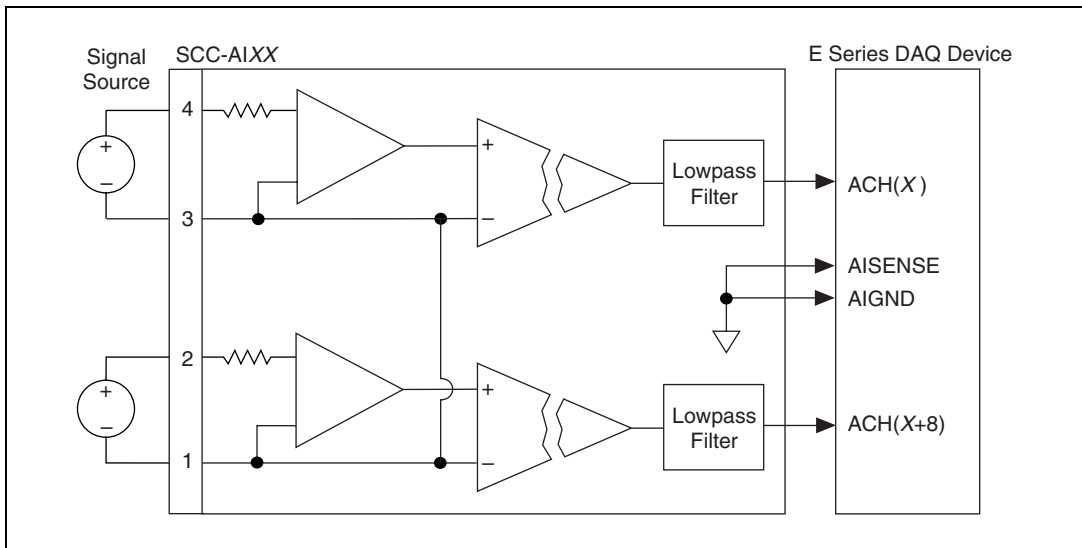 Signal
Source
SCC-AIXX
E Series DAQ Device
4
+
−
3
+
−
Lowpass
Filter
ACH(X)
AISENSE
AIGND
2
+
−
1
+
−
Lowpass
Filter
ACH(X+8)